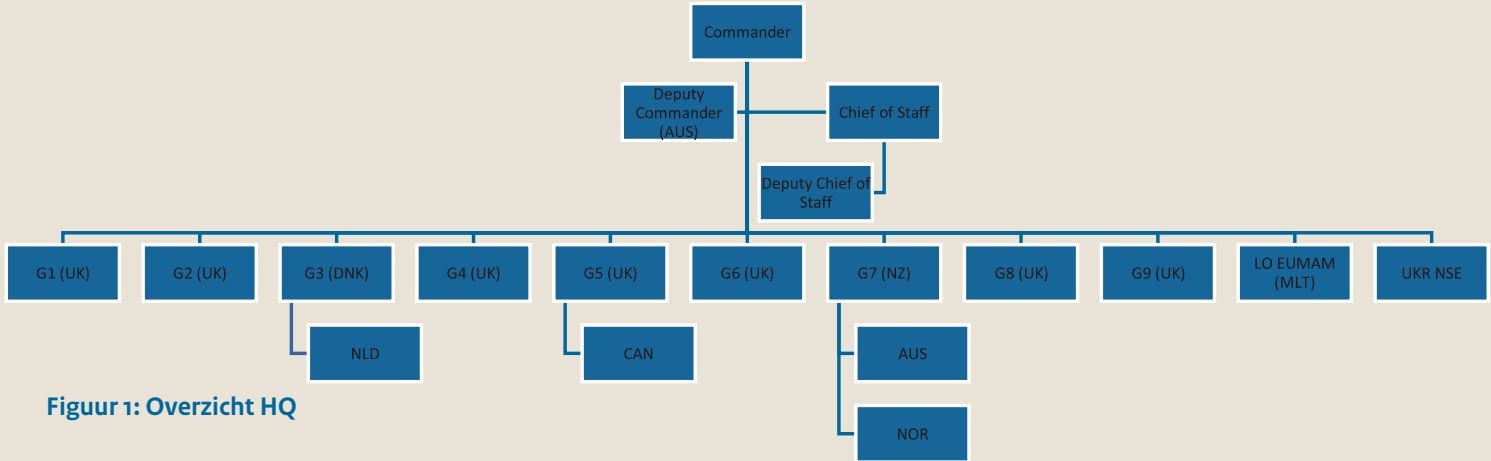 Commander
Deputy
Commander
(AUS)
Chief of Staff
Deputy Chief of
Staff
G1 (UK)
G2 (UK)
G3 (DNK)
G4 (UK)
G5 (UK)
G6 (UK)
G7 (NZ)
G8 (UK)
G9 (UK)
LO EUMAM
(MLT)
UKR NSE
NLD
CAN
AUS
NOR
Figuur 1: Overzicht HQ